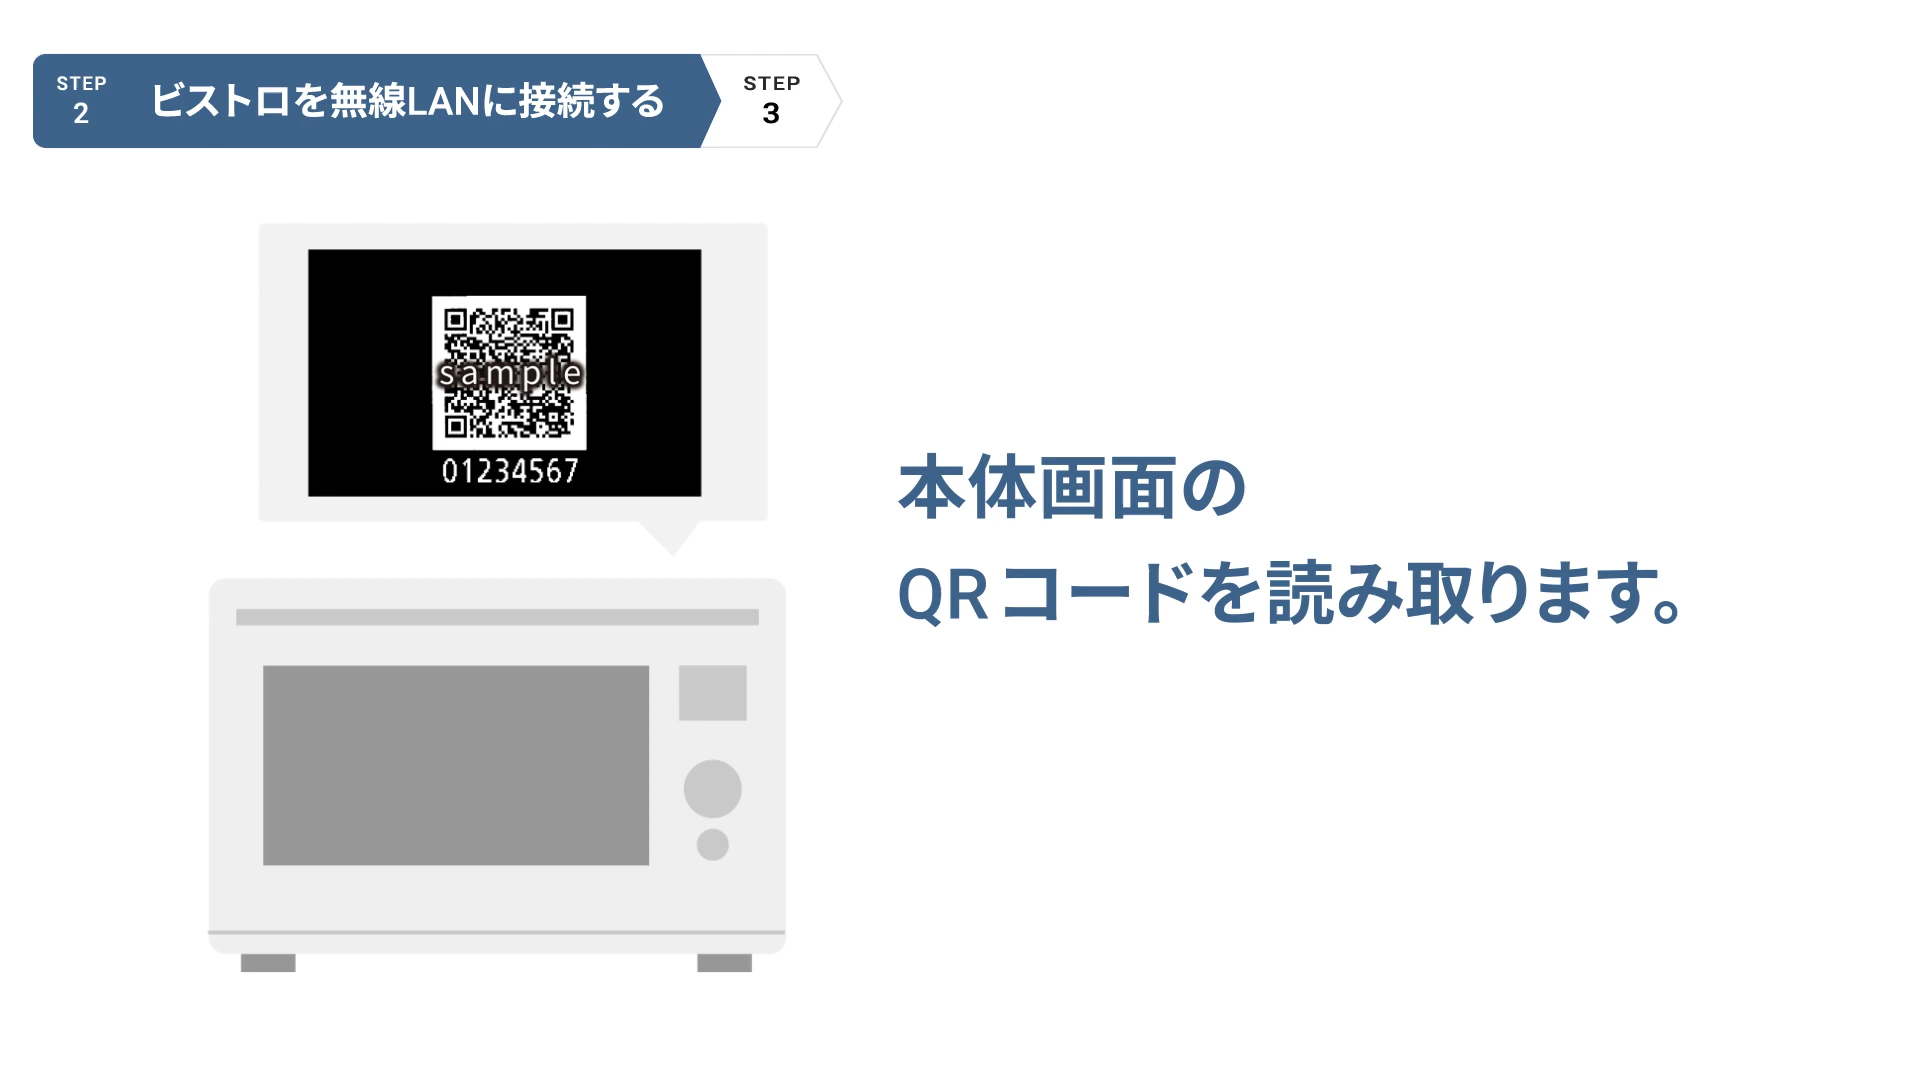 STEP
2
ビストロを無線LANに接続する
STEP
3
sample
01234567
本体画面の
QRコードを読み取ります。